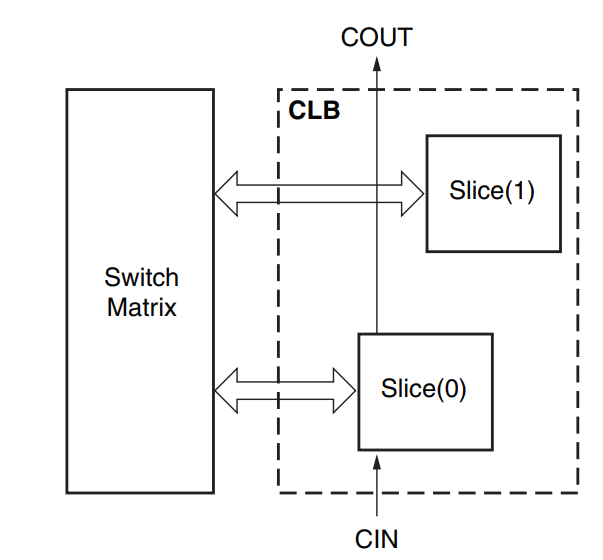 COUT
CLB
Slice(1)
Switch
Matrix
Slice(0)
CIN